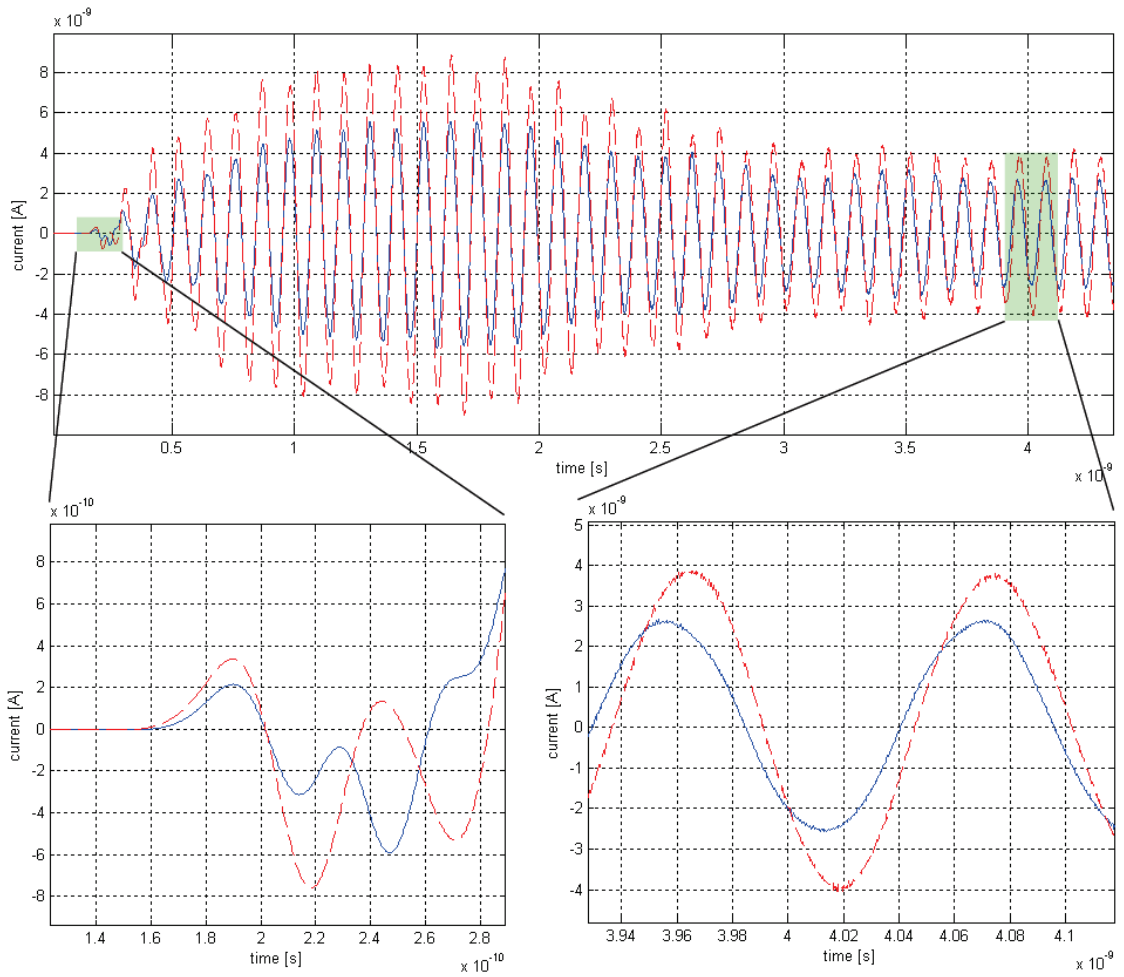 x 10-9
8
6
4
2
0
-2
-4
-6
-8
current [A]
0.5 1 1.5 2 2.5 3 3.5 4
time [s]
x 10-9
x 10-10
8
6
4
2
0
-2
-4
-6
-8
current [A]
1.4 1.6 1.8 2 2.2 2.4 2.6 2.8
time [s]
x 10-10
x 10-9
5
4
3
2
1
0
-1
-2
-3
-4
current [A]
3.94 3.96 3.98 4 4.02 4.04 4.06 4.08 4.1
time [s]
x 10-9